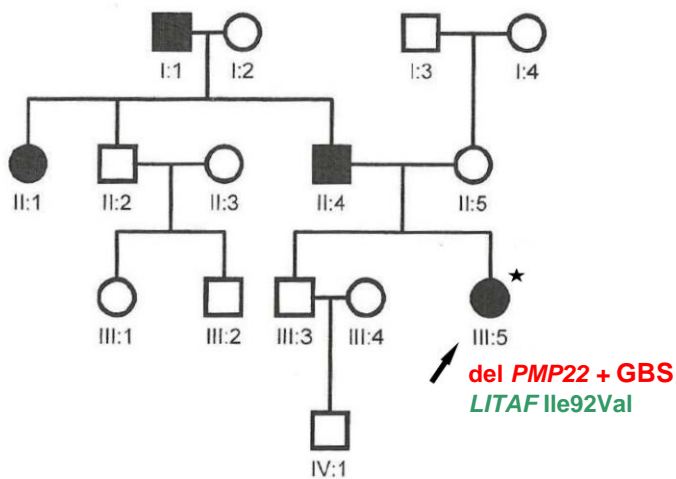 I:1 I:2 I:3 I:4
II:1 II:2 II:3 II:4 II:5
III:1 III:2 III:3 III:4 III:5
del PMP22 + GBS
LITAF Ile92Val
IV:1